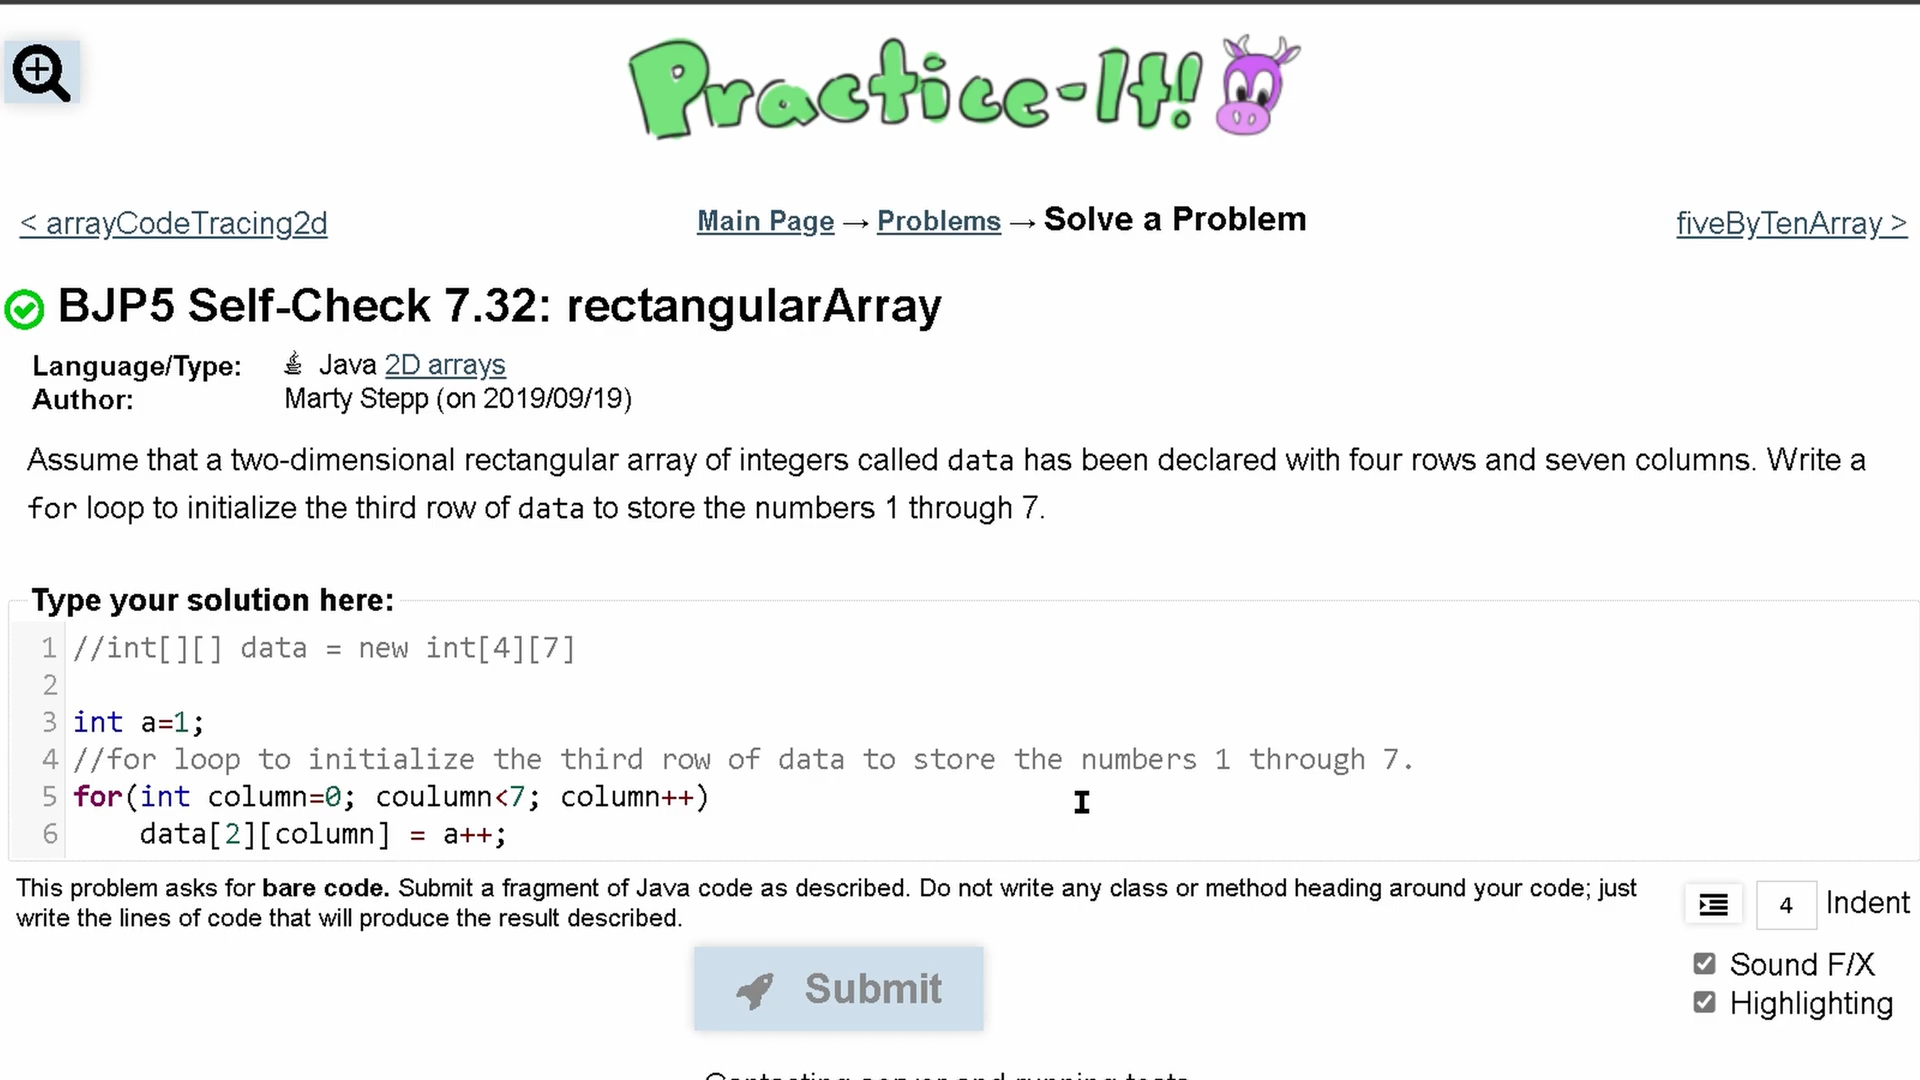 Practice-It!
< arrayCodeTracing2d
Main Page → Problems → Solve a Problem
fiveByTenArray >
BJP5 Self-Check 7.32: rectangularArray
Language/Type: Java 2D arrays
Author: Marty Stepp (on 2019/09/19)
Assume that a two-dimensional rectangular array of integers called data has been declared with four rows and seven columns. Write a
for loop to initialize the third row of data to store the numbers 1 through 7.
Type your solution here:
1 //int[][] data = new int[4][7]
2
3 int a=1;
4 //for loop to initialize the third row of data to store the numbers 1 through 7.
5 for(int column=0; coulumn<7; column++)
6     data[2][column] = a++;
This problem asks for bare code. Submit a fragment of Java code as described. Do not write any class or method heading around your code; just
write the lines of code that will produce the result described.
4 Indent
Sound F/X
Highlighting
Submit
Contacting server and running tests